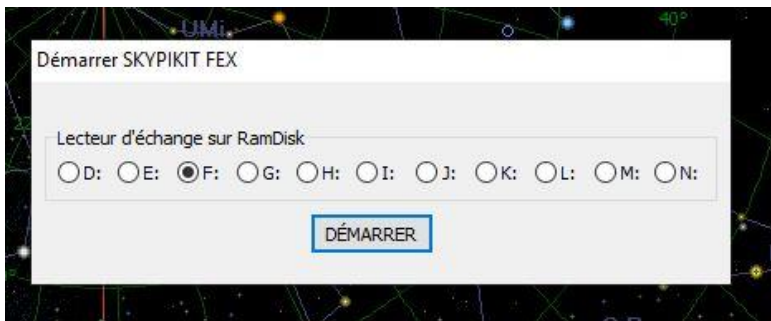 UMi
40°
Démarrer SKYPIKIT FEX
Lecteur d'échange sur RamDisk
D: E: F: G: H: I: J: K: L: M: N:
DÉMARRER